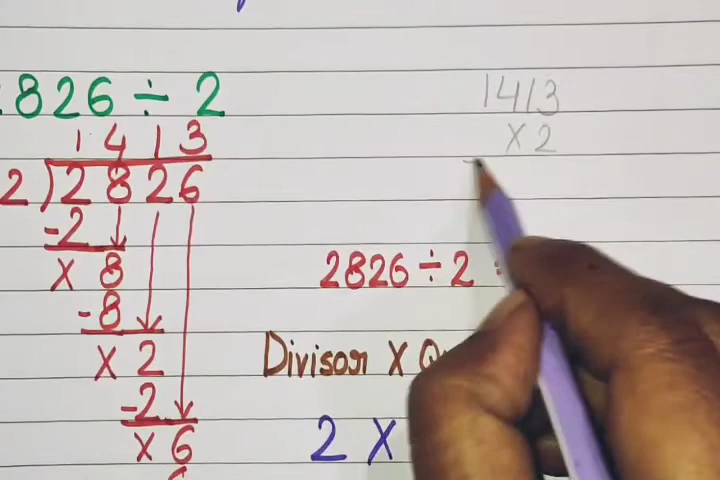 826 ÷ 2
1413
2)2826
-2
X 8
-8
X 2
-2
X 6
1413
X 2
2826 ÷ 2
Divisor X
2 X